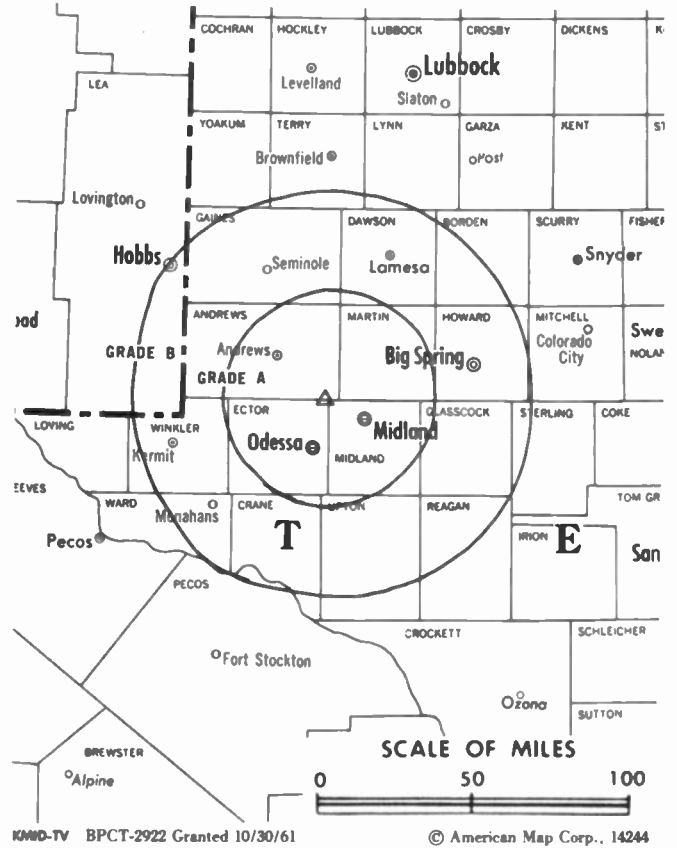 COCHRAN HOCKLEY LUBBOCK CROSBY DICKENS
Lubbock
LEA
Levelland
Slaton
YOAKUM TERRY LYNN GARZA KENT ST
Brownfield
Post
Lovington
GAINES DAWSON BORDEN SCURRY FISHER
Hobbs
Seminole
Lamesa
Snyder
ANDREWS MARTIN HOWARD MITCHELL
oad
Swe
Colorado
City
GRADE B
Andrews
Big Spring
NOLAN
GRADE A
ECTOR GLASSCOCK STERLING COKE
LOVING WINKLER
Midland
Odessa
Kermit
MIDLAND
EEVES
WARD CRANE UPTON REAGAN TOM GR
Monahans
T E
IRION
Pecos
San
PECOS
CROCKETT SCHLEICHER
Fort Stockton
Ozona
SUTTON
BREWSTER
Alpine
SCALE OF MILES
0 50 100
KMID-TV BPCT-2922 Granted 10/30/61 © American Map Corp., 14244